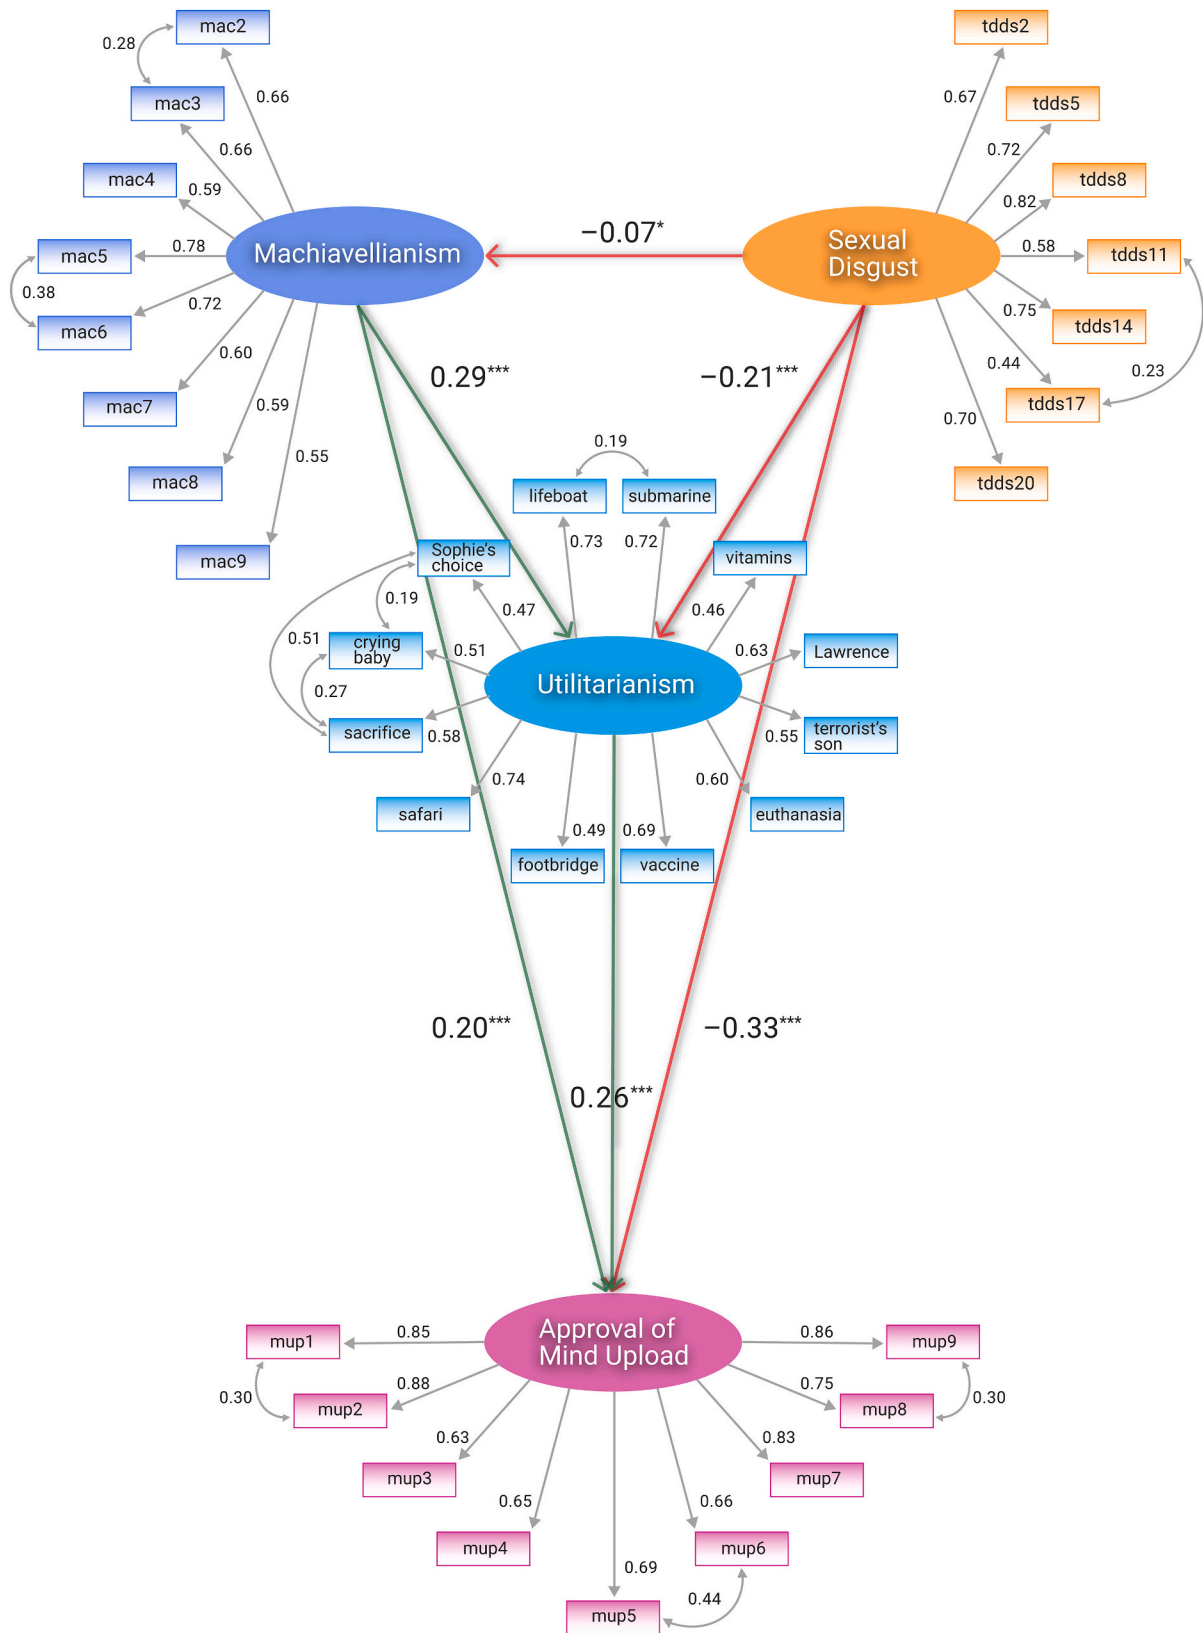 mac2
tdds2
0.28
mac3
0.66
0.67
tdds5
0.66
0.72
mac4
0.59
tdds8
0.82
−0.07*
Machiavellianism
Sexual
Disgust
mac5
0.78
0.58
tdds11
0.38
0.72
0.75
mac6
tdds14
0.60
0.44
0.23
0.29***
−0.21***
mac7
0.59
tdds17
0.70
0.55
0.19
mac8
lifeboat
submarine
tdds20
0.73
0.72
mac9
Sophie's
choice
vitamins
0.19
0.47
0.46
0.51
crying
baby
0.51
0.63
Lawrence
0.27
Utilitarianism
sacrifice
0.58
0.55
terrorist's
son
0.74
0.60
safari
euthanasia
0.49
0.69
footbridge
vaccine
0.20***
−0.33***
0.26***
mup1
0.85
Approval of
Mind Upload
0.86
mup9
0.30
0.88
0.75
0.30
mup2
mup8
0.63
0.83
mup3
mup7
0.65
0.66
mup4
mup6
0.69
0.44
mup5